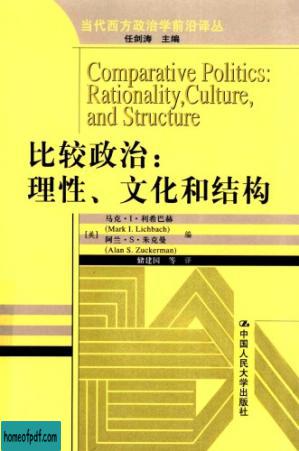 当代西方政治学前沿译丛
任剑涛 主编
Comparative Politics:
Rationality, Culture,
and Structure
比较政治：
理性、文化和结构
马克·I·利希巴赫
(Mark I. Lichbach)
[美] 编
阿兰·S·朱克曼
(Alan S. Zuckerman)
储建国 等 译
中国人民大学出版社
homeofpdf.com